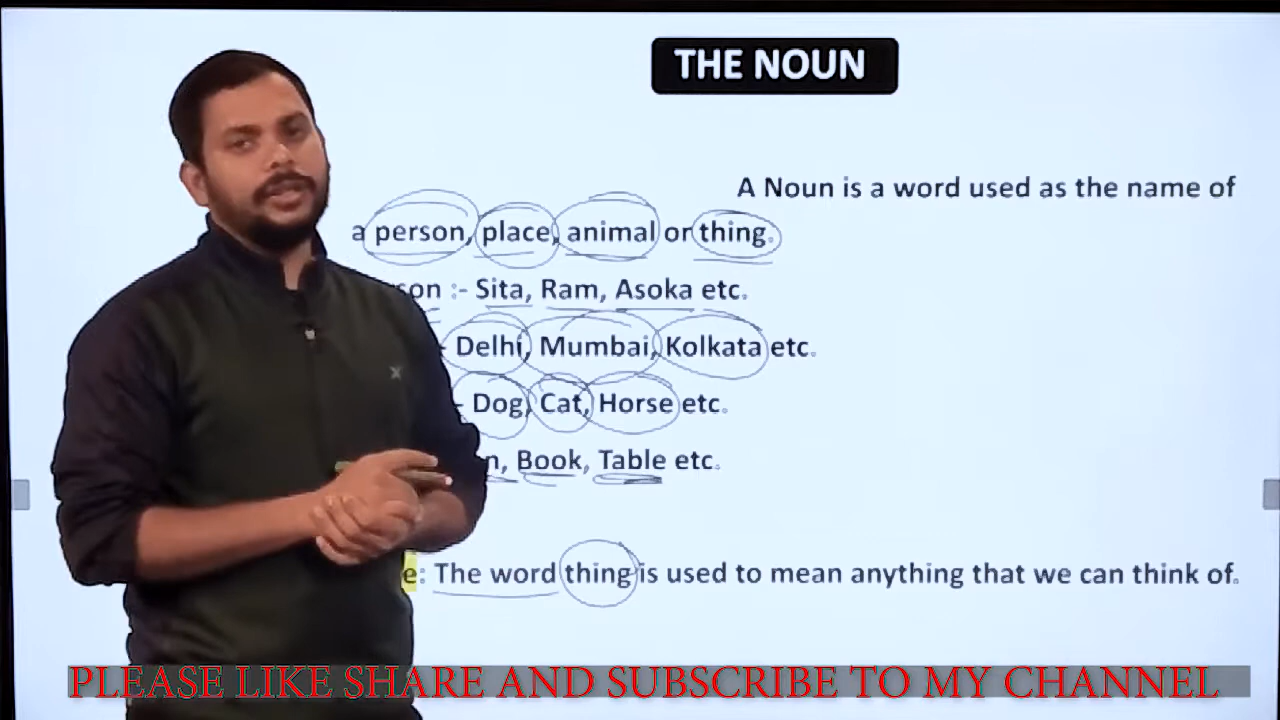 THE NOUN
A Noun is a word used as the name of
a person, place, animal or thing.
son :- Sita, Ram, Asoka etc.
- Delhi, Mumbai, Kolkata etc.
- Dog, Cat, Horse etc.
n, Book, Table etc.
e: The word thing is used to mean anything that we can think of.
PLEASE LIKE SHARE AND SUBSCRIBE TO MY CHANNEL